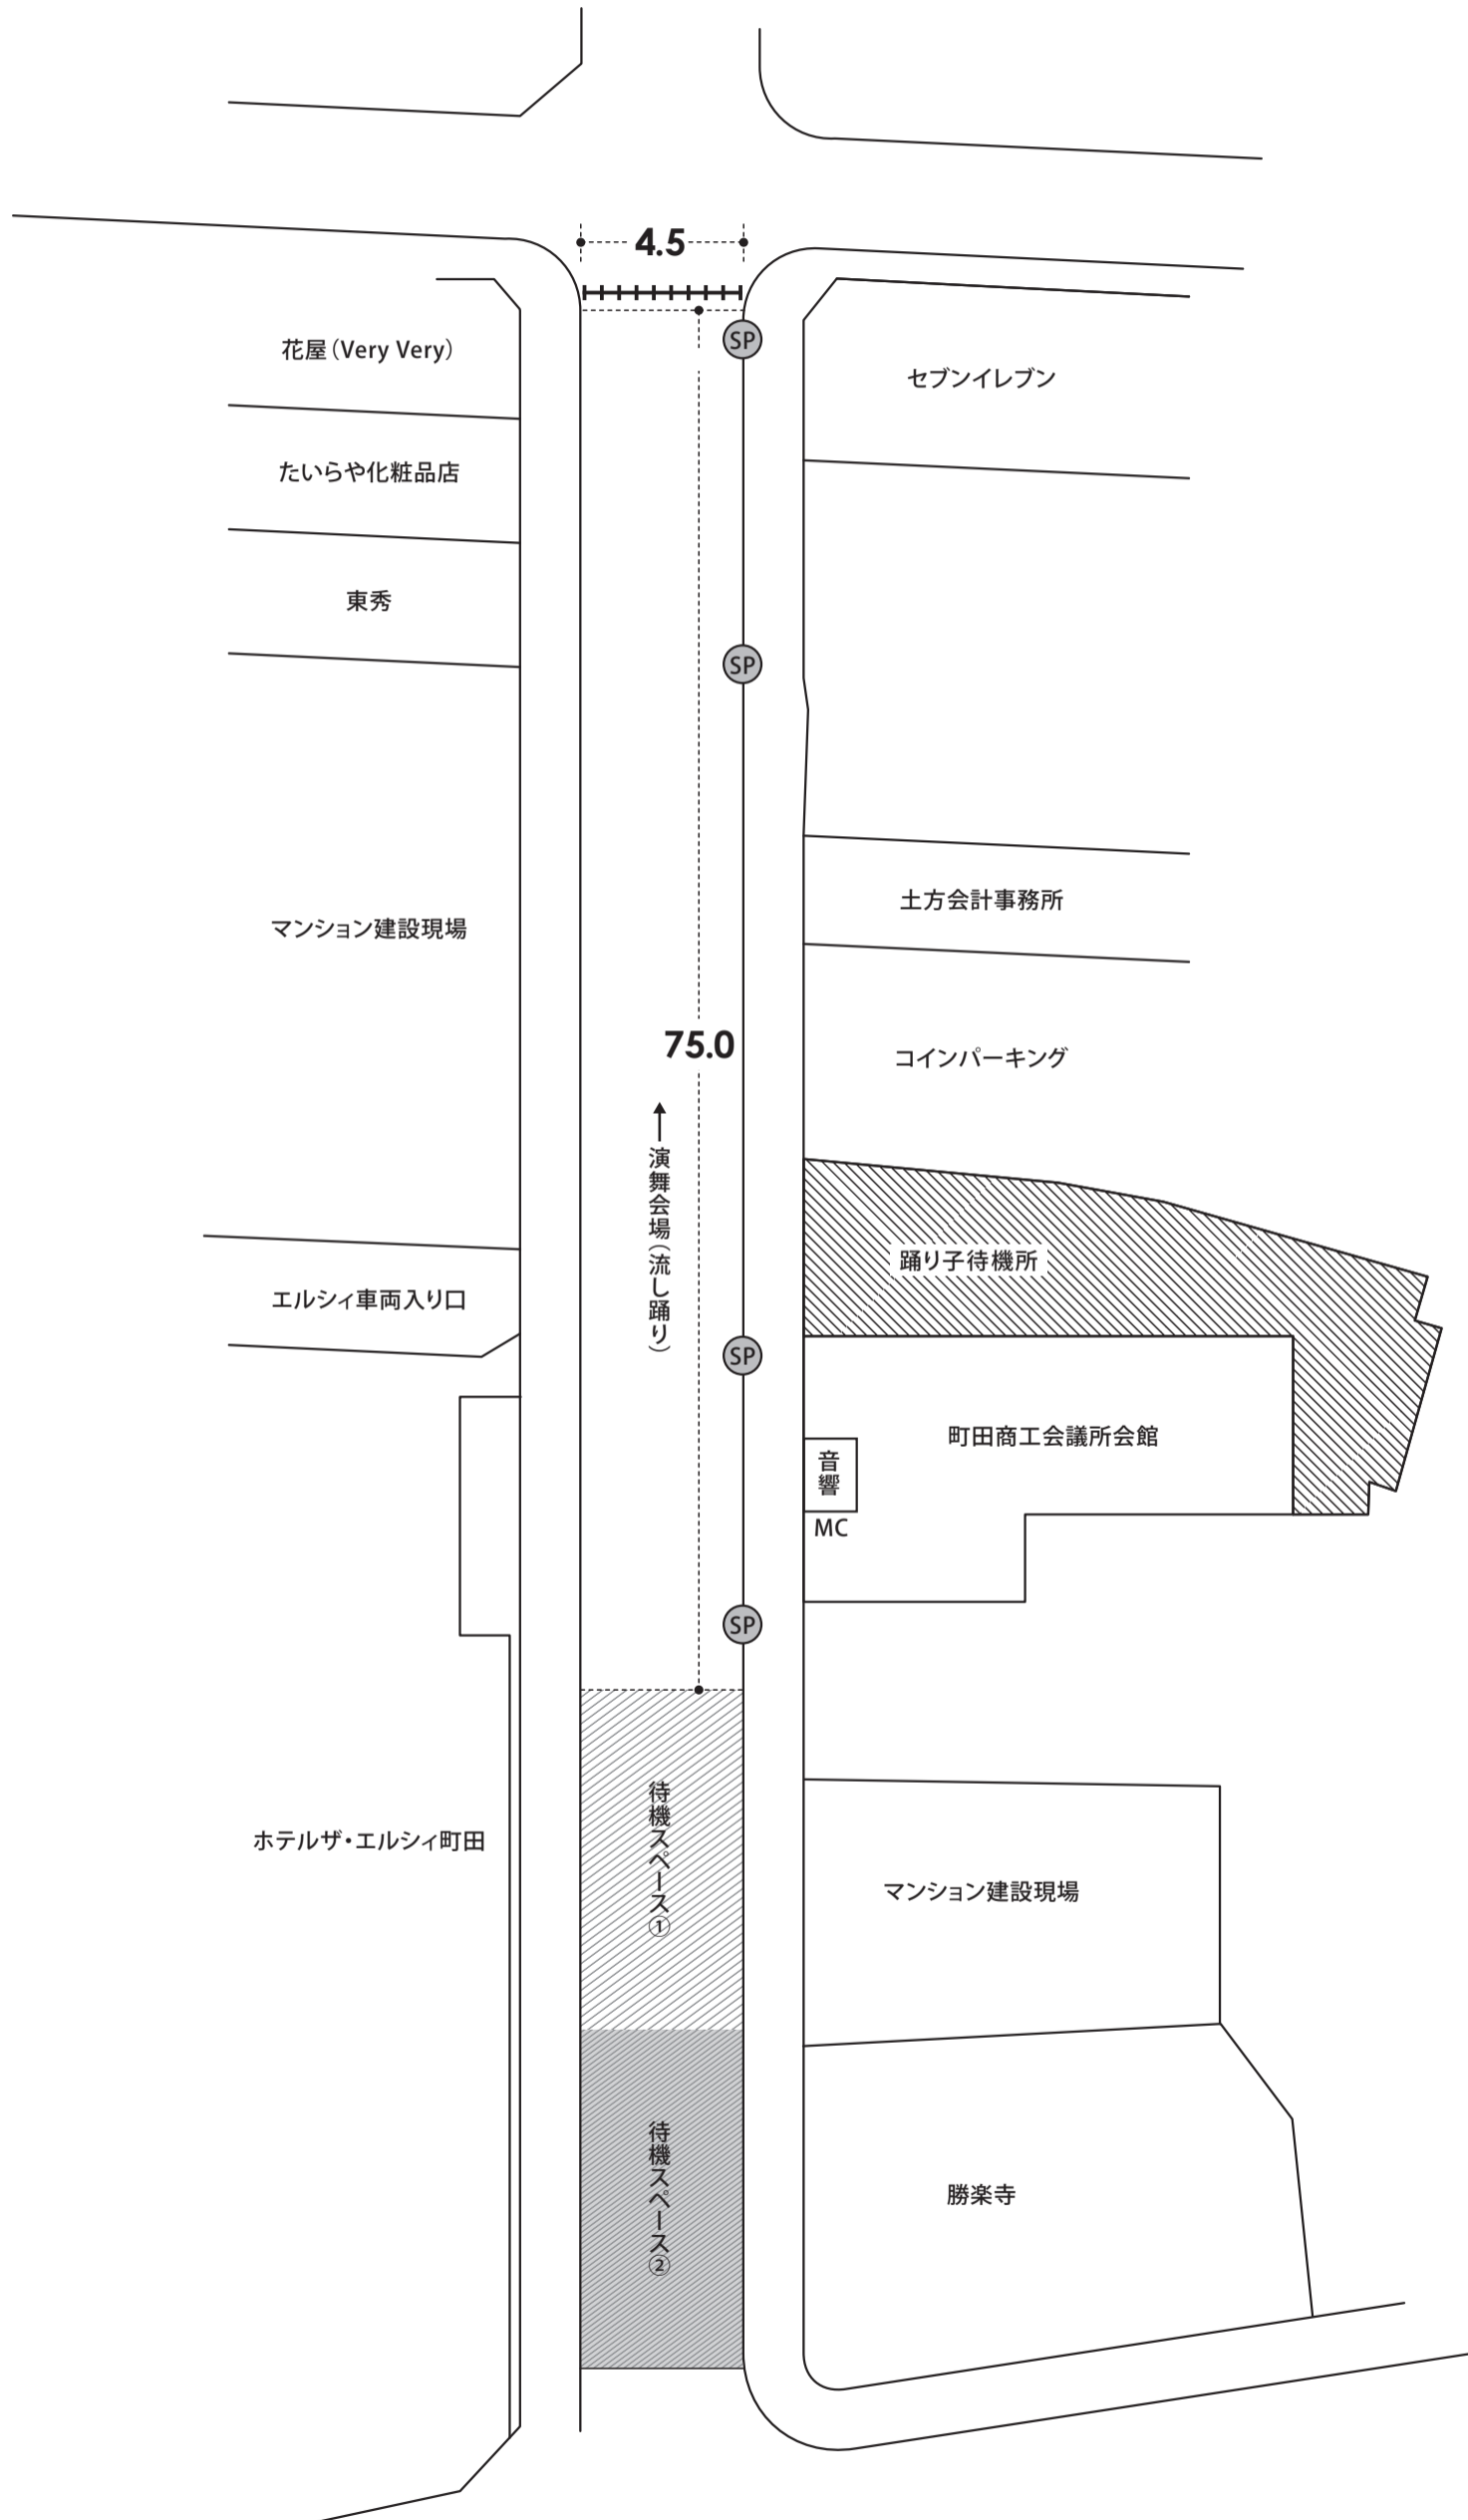 4.5
SP
花屋（Very Very）
セブンイレブン
たいらや化粧品店
東秀
SP
土方会計事務所
マンション建設現場
75.0
コインパーキング
演舞会場（流し踊り）
踊り子待機所
エルシィ車両入り口
SP
町田商工会議所会館
音響
MC
SP
待機スペース①
ホテルザ・エルシィ町田
マンション建設現場
待機スペース②
勝楽寺